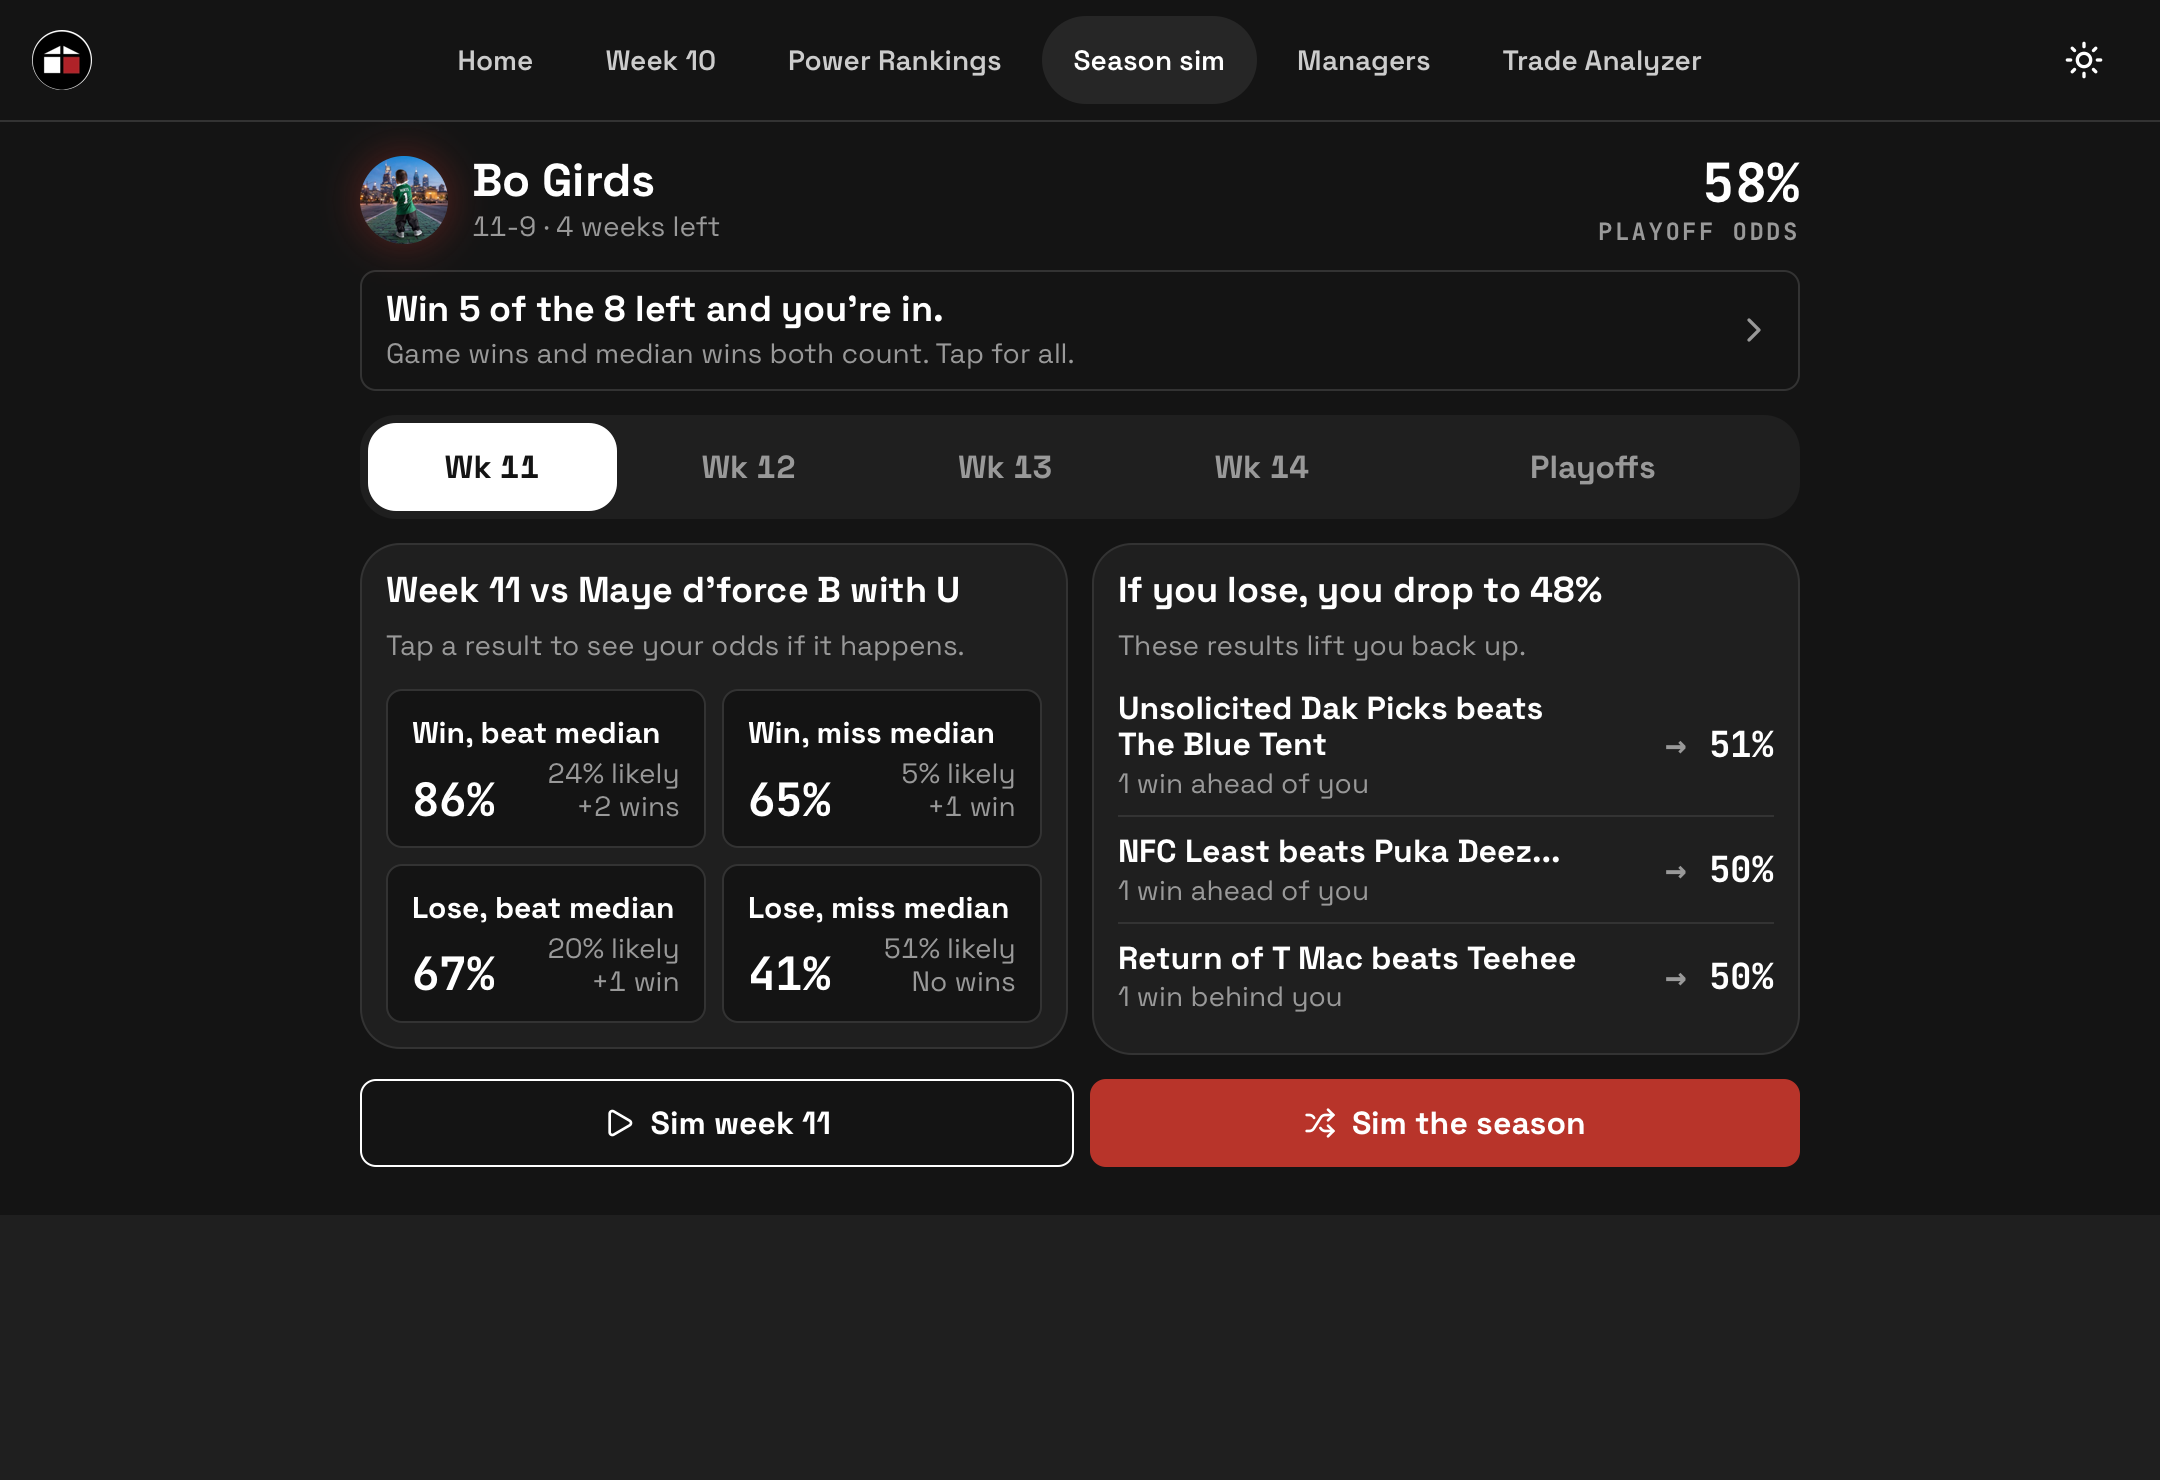 Home
Week 10
Power Rankings
Season sim
Managers
Trade Analyzer
Bo Girds
11-9 · 4 weeks left
58%
PLAYOFF ODDS
Win 5 of the 8 left and you’re in.
Game wins and median wins both count. Tap for all.
Wk 11
Wk 12
Wk 13
Wk 14
Playoffs
Week 11 vs Maye d’force B with U
Tap a result to see your odds if it happens.
Win, beat median
86%
24% likely
+2 wins
Win, miss median
65%
5% likely
+1 win
Lose, beat median
67%
20% likely
+1 win
Lose, miss median
41%
51% likely
No wins
If you lose, you drop to 48%
These results lift you back up.
Unsolicited Dak Picks beats
The Blue Tent
1 win ahead of you
→ 51%
NFC Least beats Puka Deez...
1 win ahead of you
→ 50%
Return of T Mac beats Teehee
1 win behind you
→ 50%
Sim week 11
Sim the season